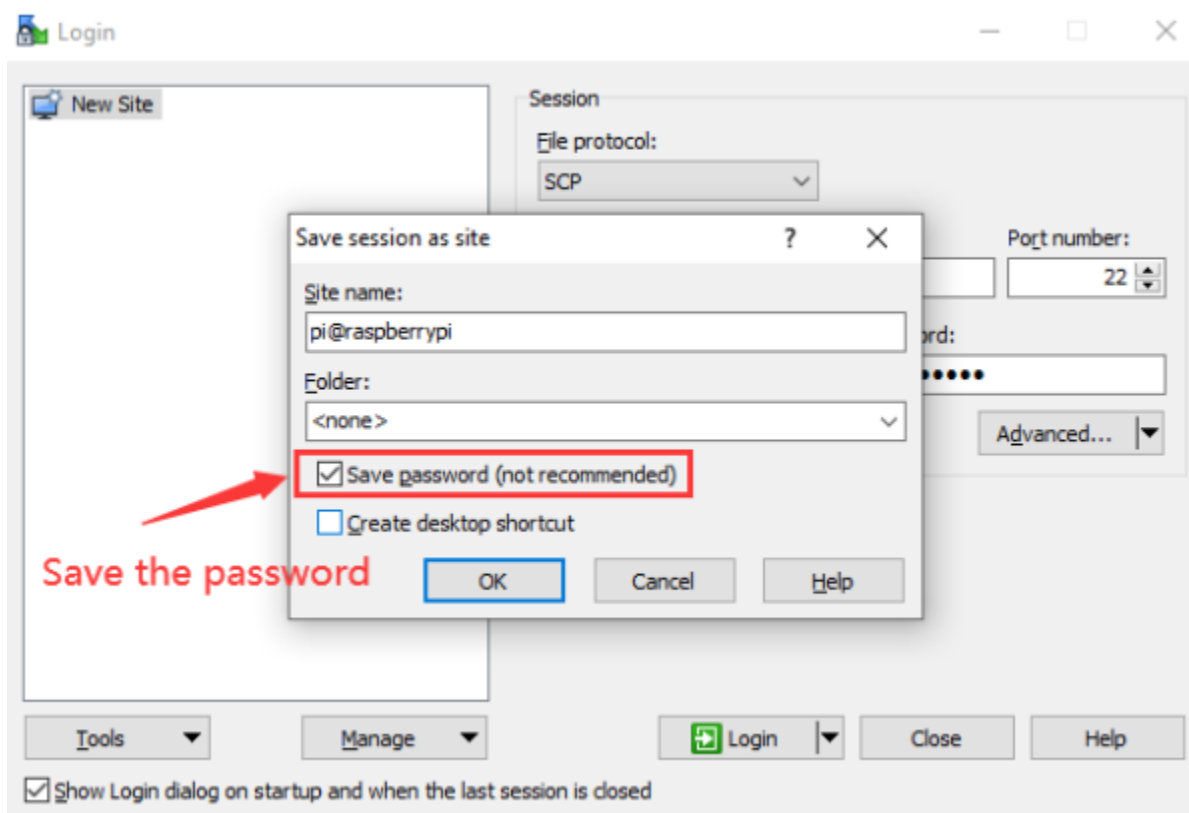 Login
New Site
Session
File protocol:
SCP
Save session as site
?
Port number:
22
Site name:
pi@raspberrypi
Folder:
<none>
Advanced...
Save password (not recommended)
Create desktop shortcut
Save the password
OK Cancel Help
Tools Manage Login Close Help
Show Login dialog on startup and when the last session is closed